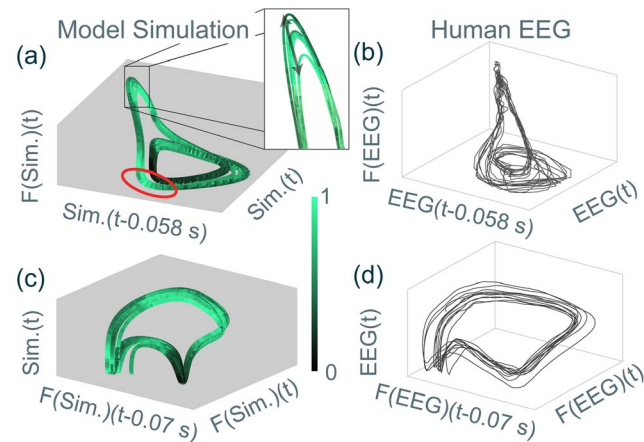 Model Simulation
Human EEG
(a)
F(Sim.)(t)
Sim.(t-0.058 s)
Sim.(t)
(b)
F(EEG)(t)
EEG(t-0.058 s)
EEG(t)
1
0
(c)
Sim.(t)
F(Sim.)(t-0.07 s)
F(Sim.)(t)
(d)
EEG(t)
F(EEG)(t-0.07 s)
F(EEG)(t)